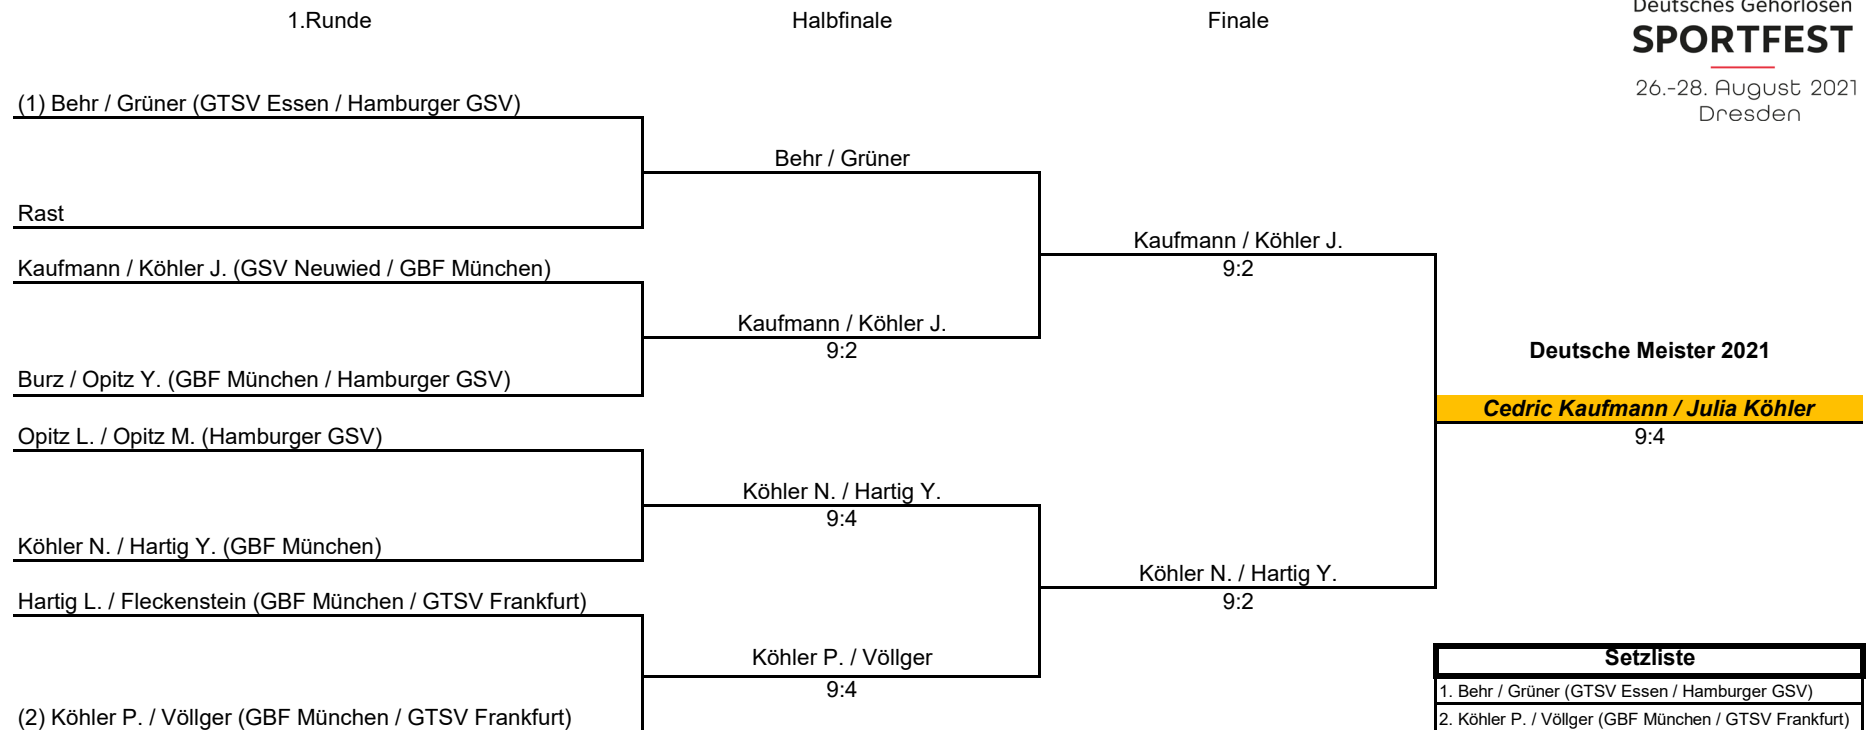 1.Runde
Halbfinale
Finale
Deutsches Gehörlosen
SPORTFEST
26.-28. August 2021
Dresden
(1) Behr / Grüner (GTSV Essen / Hamburger GSV)
Behr / Grüner
Rast
Kaufmann / Köhler J.
9:2
Kaufmann / Köhler J. (GSV Neuwied / GBF München)
Kaufmann / Köhler J.
9:2
Deutsche Meister 2021
Burz / Opitz Y. (GBF München / Hamburger GSV)
Cedric Kaufmann / Julia Köhler
9:4
Opitz L. / Opitz M. (Hamburger GSV)
Köhler N. / Hartig Y.
9:4
Köhler N. / Hartig Y. (GBF München)
Köhler N. / Hartig Y.
9:2
Hartig L. / Fleckenstein (GBF München / GTSV Frankfurt)
Köhler P. / Völlger
9:4
Setzliste
1. Behr / Grüner (GTSV Essen / Hamburger GSV)
(2) Köhler P. / Völlger (GBF München / GTSV Frankfurt)
2. Köhler P. / Völlger (GBF München / GTSV Frankfurt)